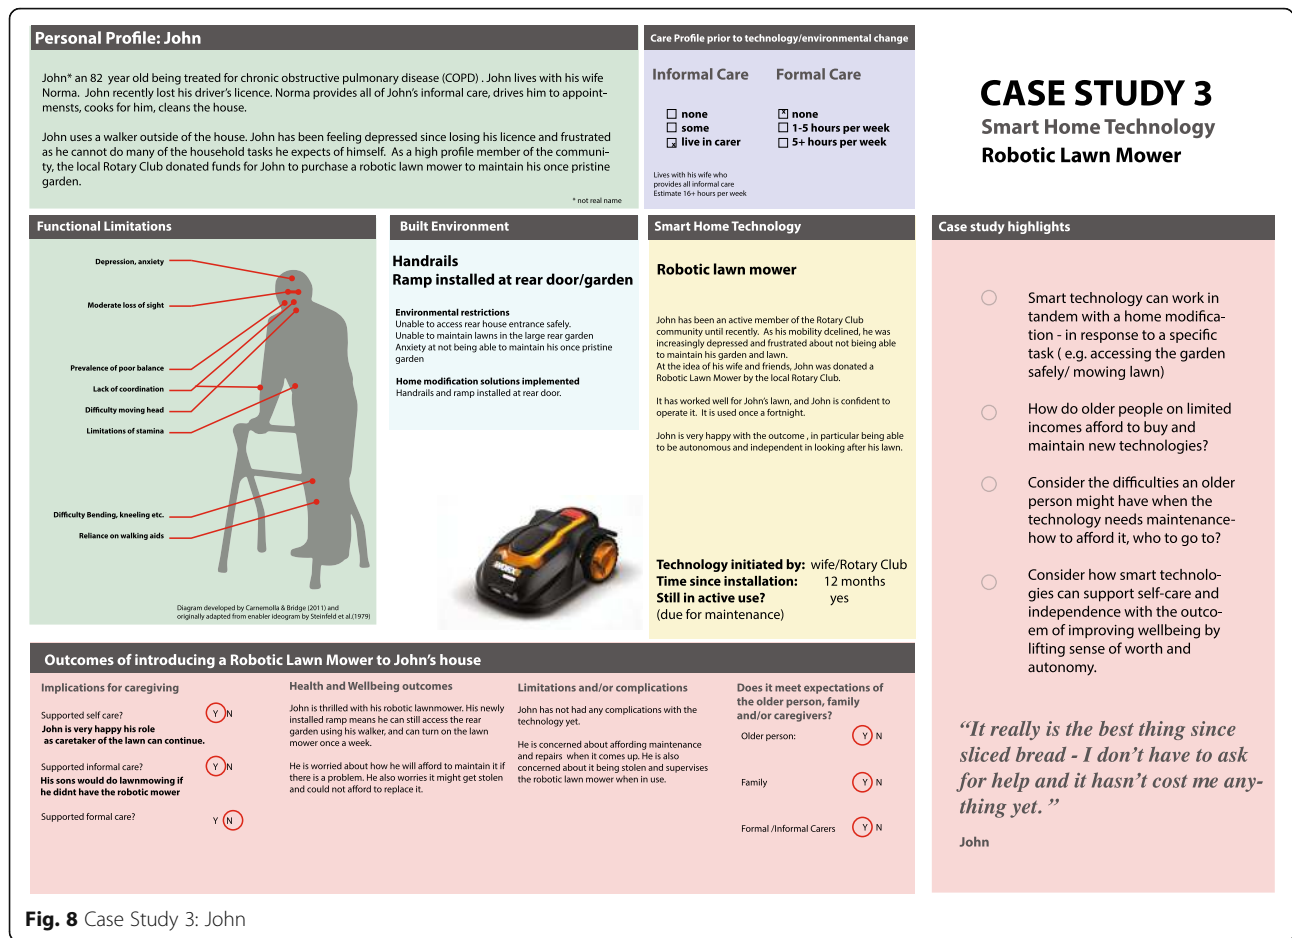 Personal Profile: John
John* an 82 year old being treated for chronic obstructive pulmonary disease (COPD) . John lives with his wife
Norma. John recently lost his driver's licence. Norma provides all of John's informal care, drives him to appoint-
mensts, cooks for him, cleans the house.
John uses a walker outside of the house. John has been feeling depressed since losing his licence and frustrated
as he cannot do many of the household tasks he expects of himself. As a high profile member of the communi-
ty, the local Rotary Club donated funds for John to purchase a robotic lawn mower to maintain his once pristine
garden.
* not real name
Care Profile prior to technology/environmental change
Informal Care
none
some
x live in carer
Lives with his wife who
provides all informal care
Estimate 16+ hours per week
Formal Care
x none
1-5 hours per week
5+ hours per week
CASE STUDY 3
Smart Home Technology
Robotic Lawn Mower
Functional Limitations
Depression, anxiety
Moderate loss of sight
Prevalence of poor balance
Lack of coordination
Difficulty moving head
Limitations of stamina
Difficulty Bending, kneeling etc.
Reliance on walking aids
Diagram developed by Carnemolla & Bridge (2011) and
originally adapted from enabler ideogram by Steinfeld et al.(1979)
Built Environment
Handrails
Ramp installed at rear door/garden
Environmental restrictions
Unable to access rear house entrance safely.
Unable to maintain lawns in the large rear garden
Anxiety at not being able to maintain his once pristine
garden
Home modification solutions implemented
Handrails and ramp installed at rear door.
WORX
Smart Home Technology
Robotic lawn mower
John has been an active member of the Rotary Club
community until recently. As his mobility dcelined, he was
increasingly depressed and frustrated about not bieing able
to maintain his garden and lawn.
At the idea of his wife and friends, John was donated a
Robotic Lawn Mower by the local Rotary Club.
It has worked well for John's lawn, and John is confident to
operate it. It is used once a fortnight.
John is very happy with the outcome , in particular being able
to be autonomous and independent in looking after his lawn.
Technology initiated by: wife/Rotary Club
Time since installation: 12 months
Still in active use? yes
(due for maintenance)
Case study highlights
Smart technology can work in
tandem with a home modifica-
tion - in response to a specific
task ( e.g. accessing the garden
safely/ mowing lawn)
How do older people on limited
incomes afford to buy and
maintain new technologies?
Consider the difficulties an older
person might have when the
technology needs maintenance-
how to afford it, who to go to?
Consider how smart technolo-
gies can support self-care and
independence with the outco-
em of improving wellbeing by
lifting sense of worth and
autonomy.
“It really is the best thing since
sliced bread - I don’t have to ask
for help and it hasn’t cost me any-
thing yet. ”
John
Outcomes of introducing a Robotic Lawn Mower to John’s house
Implications for caregiving
Supported self care? Y N
John is very happy his role
as caretaker of the lawn can continue.
Supported informal care? Y N
His sons would do lawnmowing if
he didnt have the robotic mower
Supported formal care? Y N
Health and Wellbeing outcomes
John is thrilled with his robotic lawnmower. His newly
installed ramp means he can still access the rear
garden using his walker, and can turn on the lawn
mower once a week.
He is worried about how he will afford to maintain it if
there is a problem. He also worries it might get stolen
and could not afford to replace it.
Limitations and/or complications
John has not had any complications with the
technology yet.
He is concerned about affording maintenance
and repairs when it comes up. He is also
concerned about it being stolen and supervises
the robotic lawn mower when in use.
Does it meet expectations of
the older person, family
and/or caregivers?
Older person: Y N
Family Y N
Formal /Informal Carers Y N
Fig. 8 Case Study 3: John